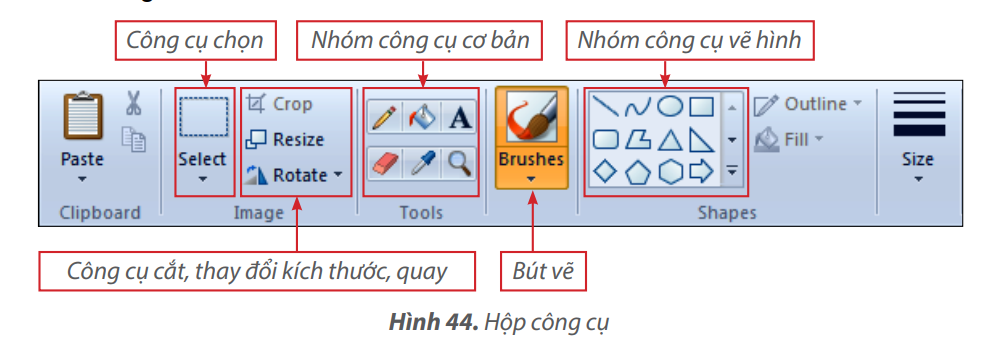 Công cụ chọn
Nhóm công cụ cơ bản
Nhóm công cụ vẽ hình
Paste
Clipboard
Select
Crop
Resize
Rotate
Image
A
Tools
Brushes
Outline
Fill
Shapes
Size
Công cụ cắt, thay đổi kích thước, quay
Bút vẽ
Hình 44. Hộp công cụ